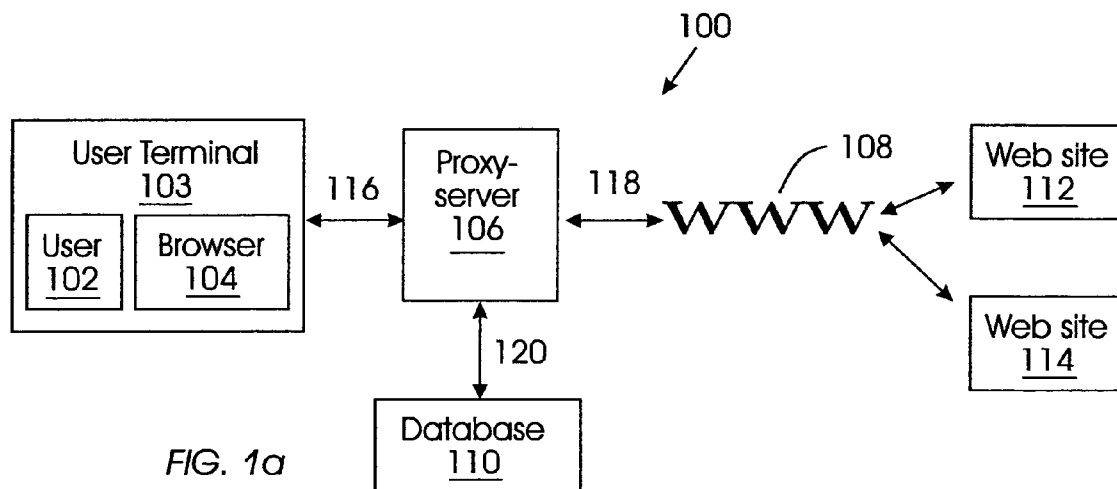 100
User Terminal
103
User
102
Browser
104
116
Proxy-
server
106
118
WWW
108
Web site
112
Web site
114
120
Database
110
FIG. 1a